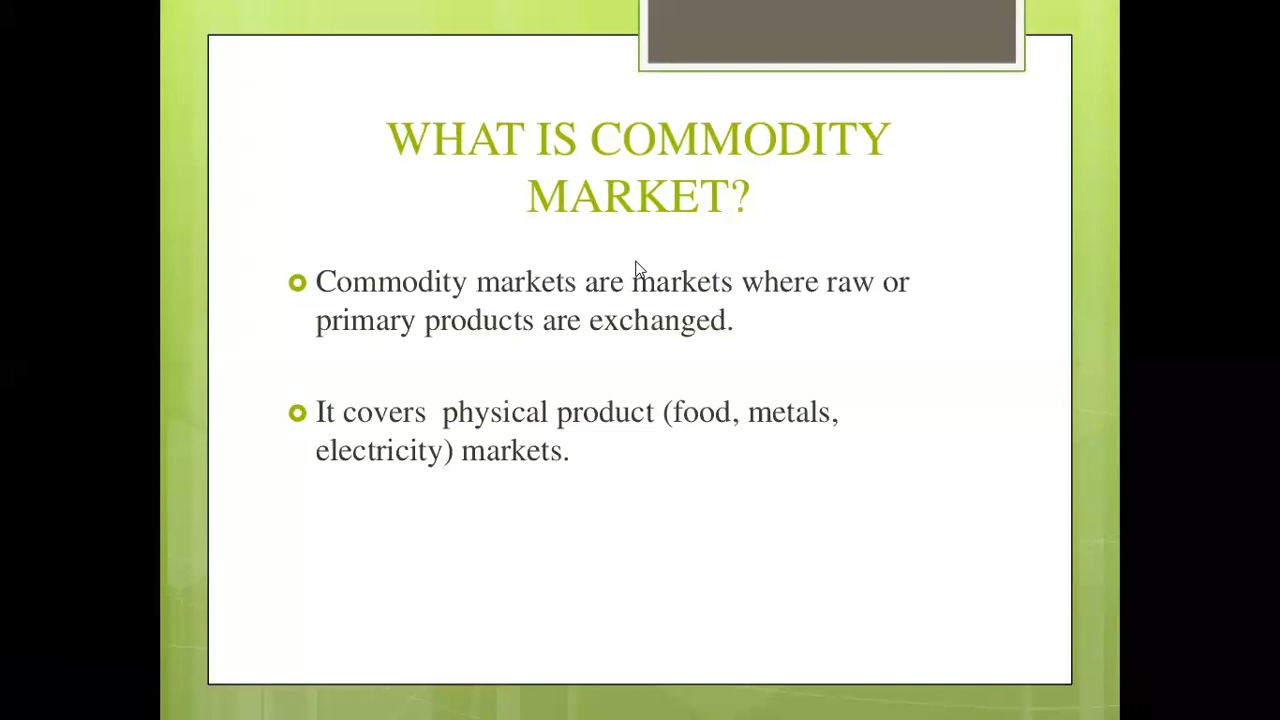 WHAT IS COMMODITY
MARKET?
Commodity markets are markets where raw or
primary products are exchanged.
It covers  physical product (food, metals,
electricity) markets.